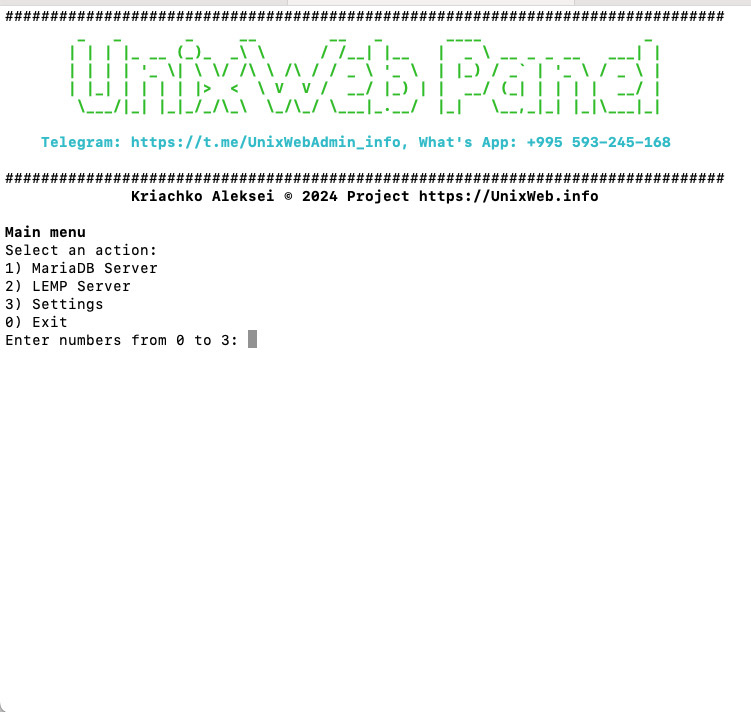 ################################################################################
UnixWeb Panel
Telegram: https://t.me/UnixWebAdmin_info, What's App: +995 593-245-168
################################################################################
Kriachko Aleksei © 2024 Project https://UnixWeb.info
Main menu
Select an action:
1) MariaDB Server
2) LEMP Server
3) Settings
0) Exit
Enter numbers from 0 to 3: